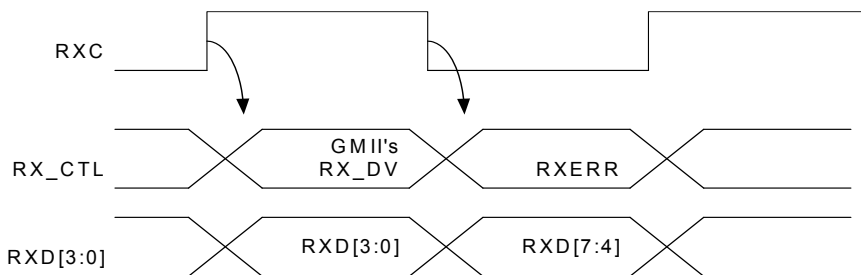 RXC
GMII's
RX_CTL RX_DV RXERR
RXD[3:0] RXD[3:0] RXD[7:4]